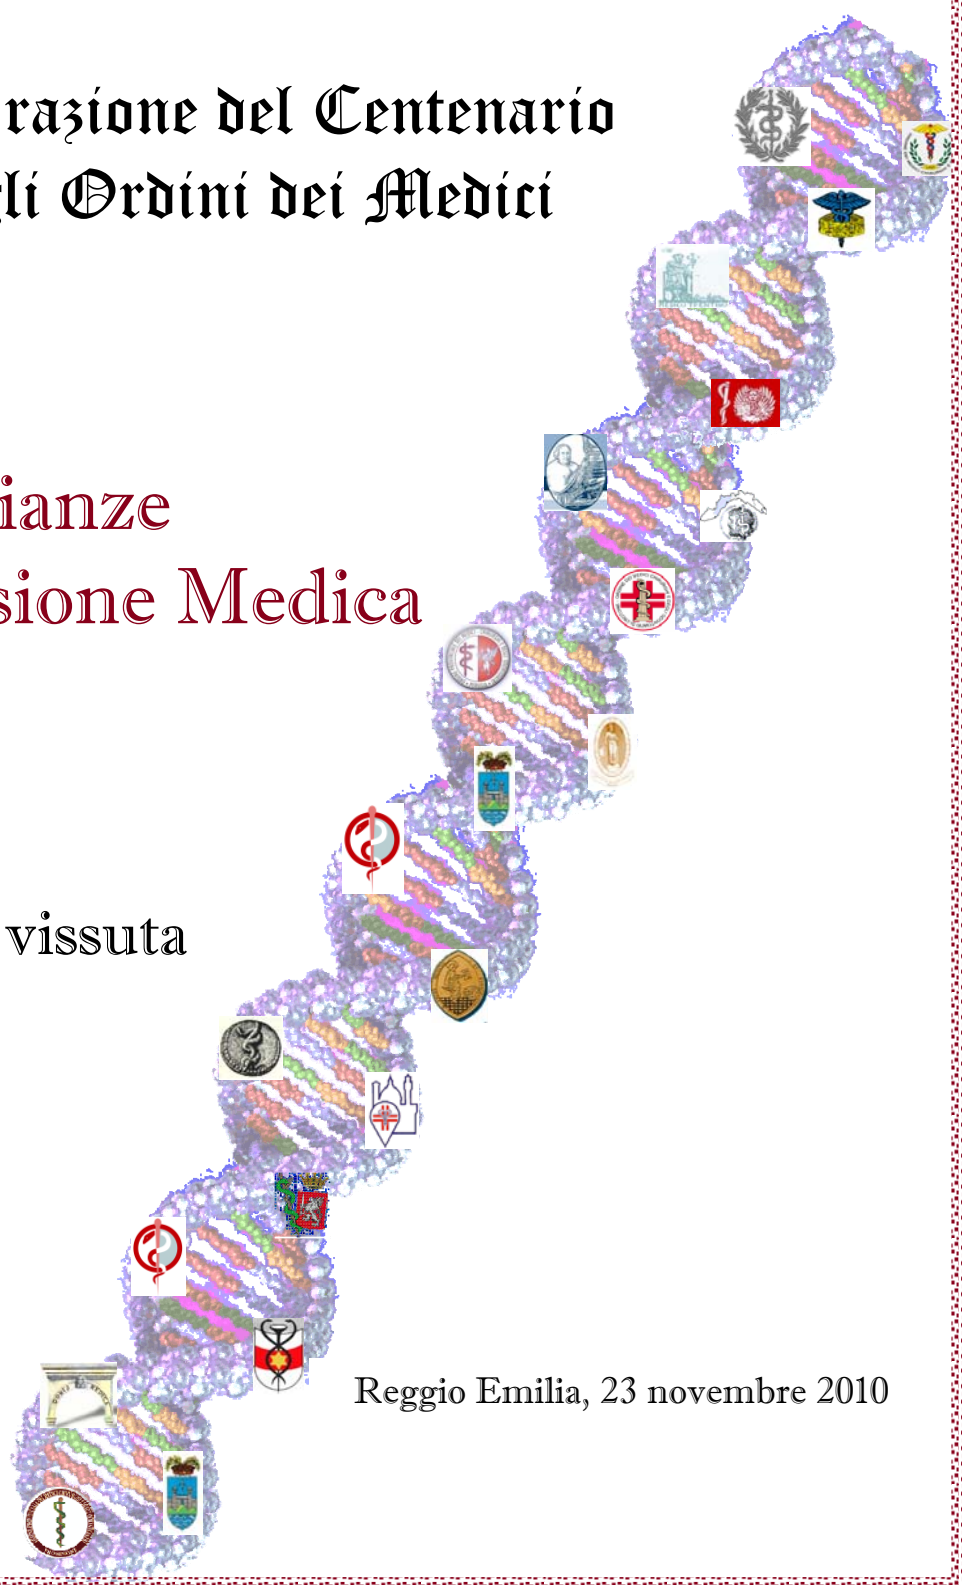 razione del Centenario
gli Ordini dei Medici
ianze
sione Medica
vissuta
Reggio Emilia, 23 novembre 2010